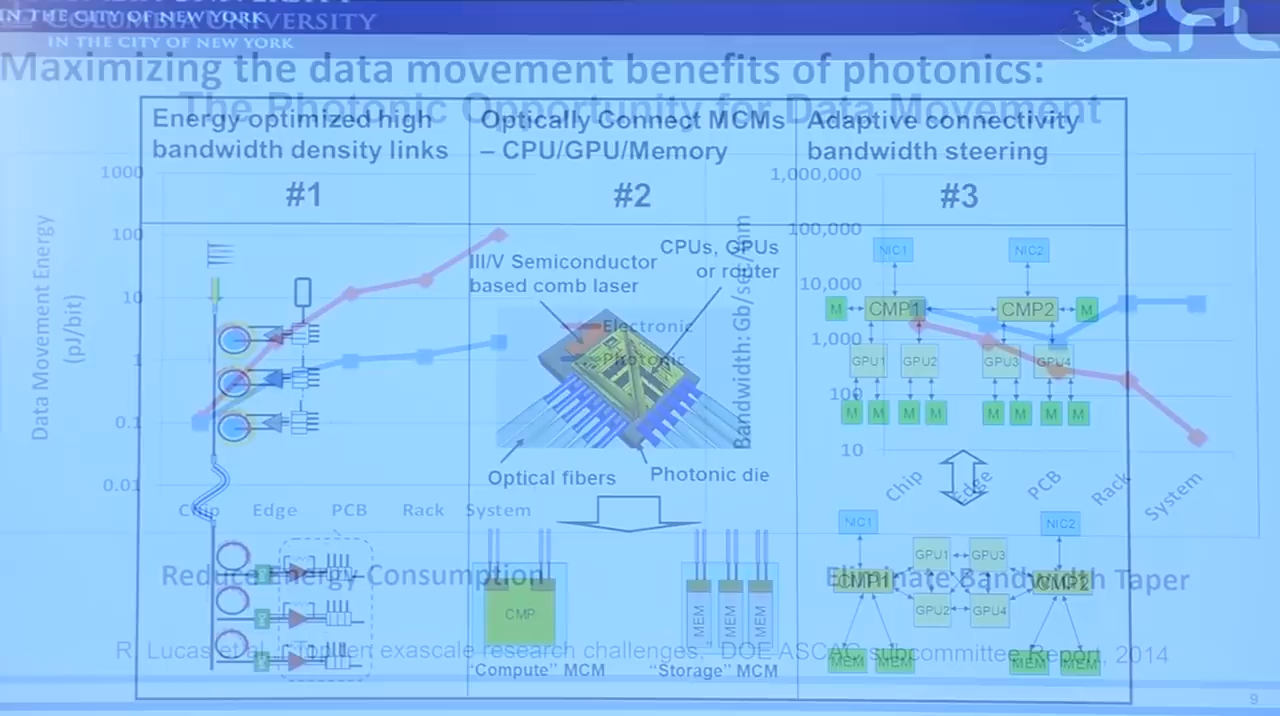 IN THE CITY OF NEW YORK
COLUMBIA UNIVERSITY
IN THE CITY OF NEW YORK
Maximizing the data movement benefits of photonics:
The Photonic Opportunity for Data Movement
Energy optimized high
bandwidth density links
#1
Optically Connect MCMs
– CPU/GPU/Memory
#2
Adaptive connectivity
bandwidth steering
#3
Data Movement Energy
(pJ/bit)
1000
100
10
1
0.1
0.01
Chip
Edge
PCB
Rack
System
Reduce Energy Consumption
III/V Semiconductor
based comb laser
CPUs, GPUs
or router
Electronic
Photonic
Optical fibers
Photonic die
CMP
MEM
MEM
MEM
"Compute" MCM
"Storage" MCM
Bandwidth: Gb/sec/mm
1,000,000
100,000
10,000
1,000
100
10
NIC1
NIC2
M
CMP1
CMP2
M
GPU1
GPU2
GPU3
GPU4
M
M
M
M
M
M
M
M
Chip
Edge
PCB
Rack
System
NIC1
NIC2
GPU1
GPU3
CMP1
CMP2
GPU2
GPU4
MEM
MEM
MEM
MEM
Eliminate Bandwidth Taper
R. Lucas et al., "Top ten exascale research challenges," DOE ASCAC subcommittee Report, 2014
9